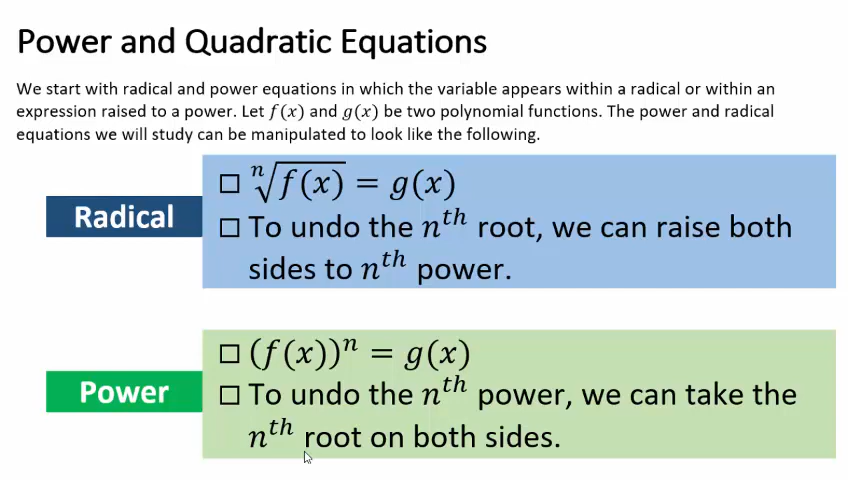 Power and Quadratic Equations
We start with radical and power equations in which the variable appears within a radical or within an
expression raised to a power. Let f(x) and g(x) be two polynomial functions. The power and radical
equations we will study can be manipulated to look like the following.
Radical
☐ ⁿ√f(x) = g(x)
☐ To undo the nᵗʰ root, we can raise both
sides to nᵗʰ power.
Power
☐ (f(x))ⁿ = g(x)
☐ To undo the nᵗʰ power, we can take the
nᵗʰ root on both sides.